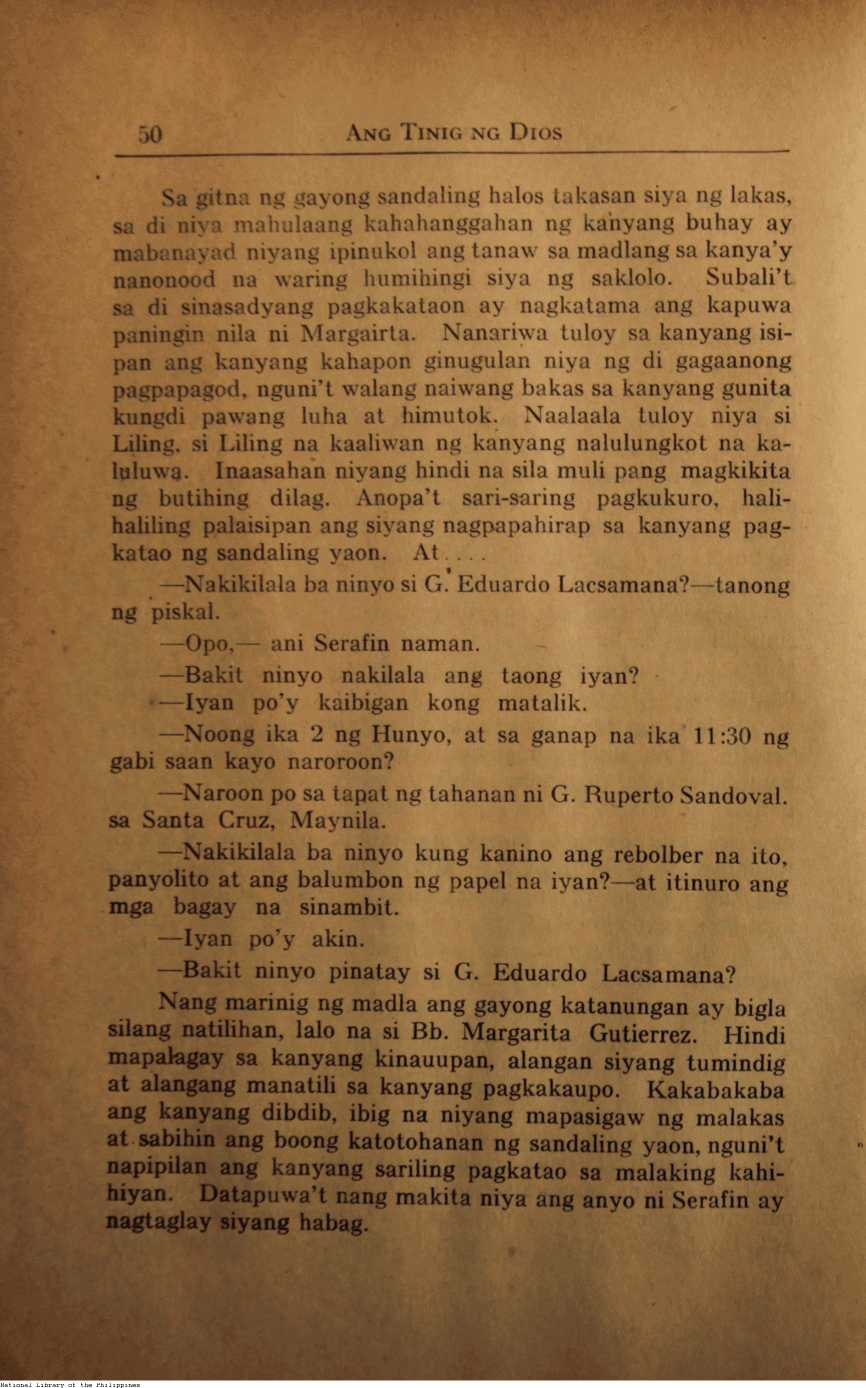 50
ANG TINIG NG DIOS
Sa gitna ng gayong sandaling halos takasan siya ng lakas,
sa di niya mahulaang kahahanggahan ng kanyang buhay ay
mabanayad niyang ipinukol ang tanaw sa madlang sa kanya'y
nanonood na waring humihingi siya ng saklolo. Subali't
sa di sinasadyang pagkakataon ay nagkatama ang kapuwa
paningin nila ni Margairta. Nanariwa tuloy sa kanyang isi-
pan ang kanyang kahapon ginugulan niya ng di gagaanong
pagpapagod, nguni't walang naiwang bakas sa kanyang gunita
kungdi pawang luha at himutok. Naalaala tuloy niya si
Liling, si Liling na kaaliwan ng kanyang nalulungkot na ka-
luluwa. Inaasahan niyang hindi na sila muli pang magkikita
ng butihing dilag. Anopa't sari-saring pagkukuro, hali-
haliling palaisipan ang siyang nagpapahirap sa kanyang pag-
katao ng sandaling yaon. At....
—Nakikilala ba ninyo si G. Eduardo Lacsamana?—tanong
ng piskal.
—Opo,— ani Serafin naman.
—Bakit ninyo nakilala ang taong iyan?
—Iyan po'y kaibigan kong matalik.
—Noong ika 2 ng Hunyo, at sa ganap na ika 11:30 ng
gabi saan kayo naroroon?
—Naroon po sa tapat ng tahanan ni G. Ruperto Sandoval.
sa Santa Cruz, Maynila.
—Nakikilala ba ninyo kung kanino ang rebolber na ito,
panyolito at ang balumbon ng papel na iyan?—at itinuro ang
mga bagay na sinambit.
—Iyan po'y akin.
—Bakit ninyo pinatay si G. Eduardo Lacsamana?
Nang marinig ng madla ang gayong katanungan ay bigla
silang natilihan, lalo na si Bb. Margarita Gutierrez. Hindi
mapalagay sa kanyang kinauupan, alangan siyang tumindig
at alangang manatili sa kanyang pagkakaupo. Kakabakaba
ang kanyang dibdib, ibig na niyang mapasigaw ng malakas
at sabihin ang boong katotohanan ng sandaling yaon, nguni't
napipilan ang kanyang sariling pagkatao sa malaking kahi-
hiyan. Datapuwa't nang makita niya ang anyo ni Serafin ay
nagtaglay siyang habag.
National Library of the Philippines